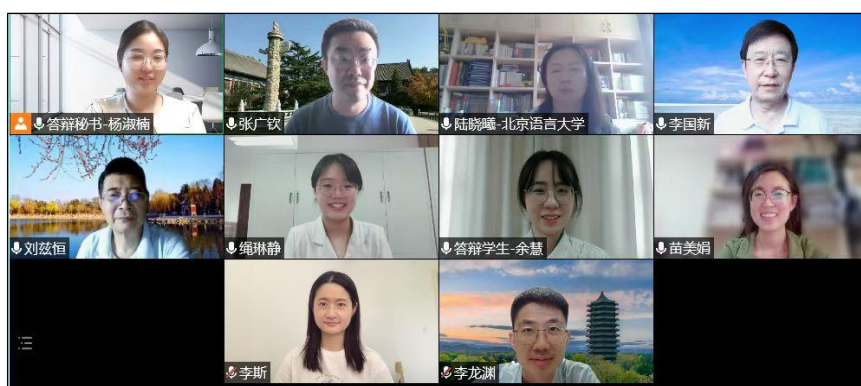 答辩秘书-杨淑楠
张广钦
陆晓曦-北京语言大学
李国新
刘兹恒
绳琳静
答辩学生-余慧
苗美娟
李斯
李龙渊